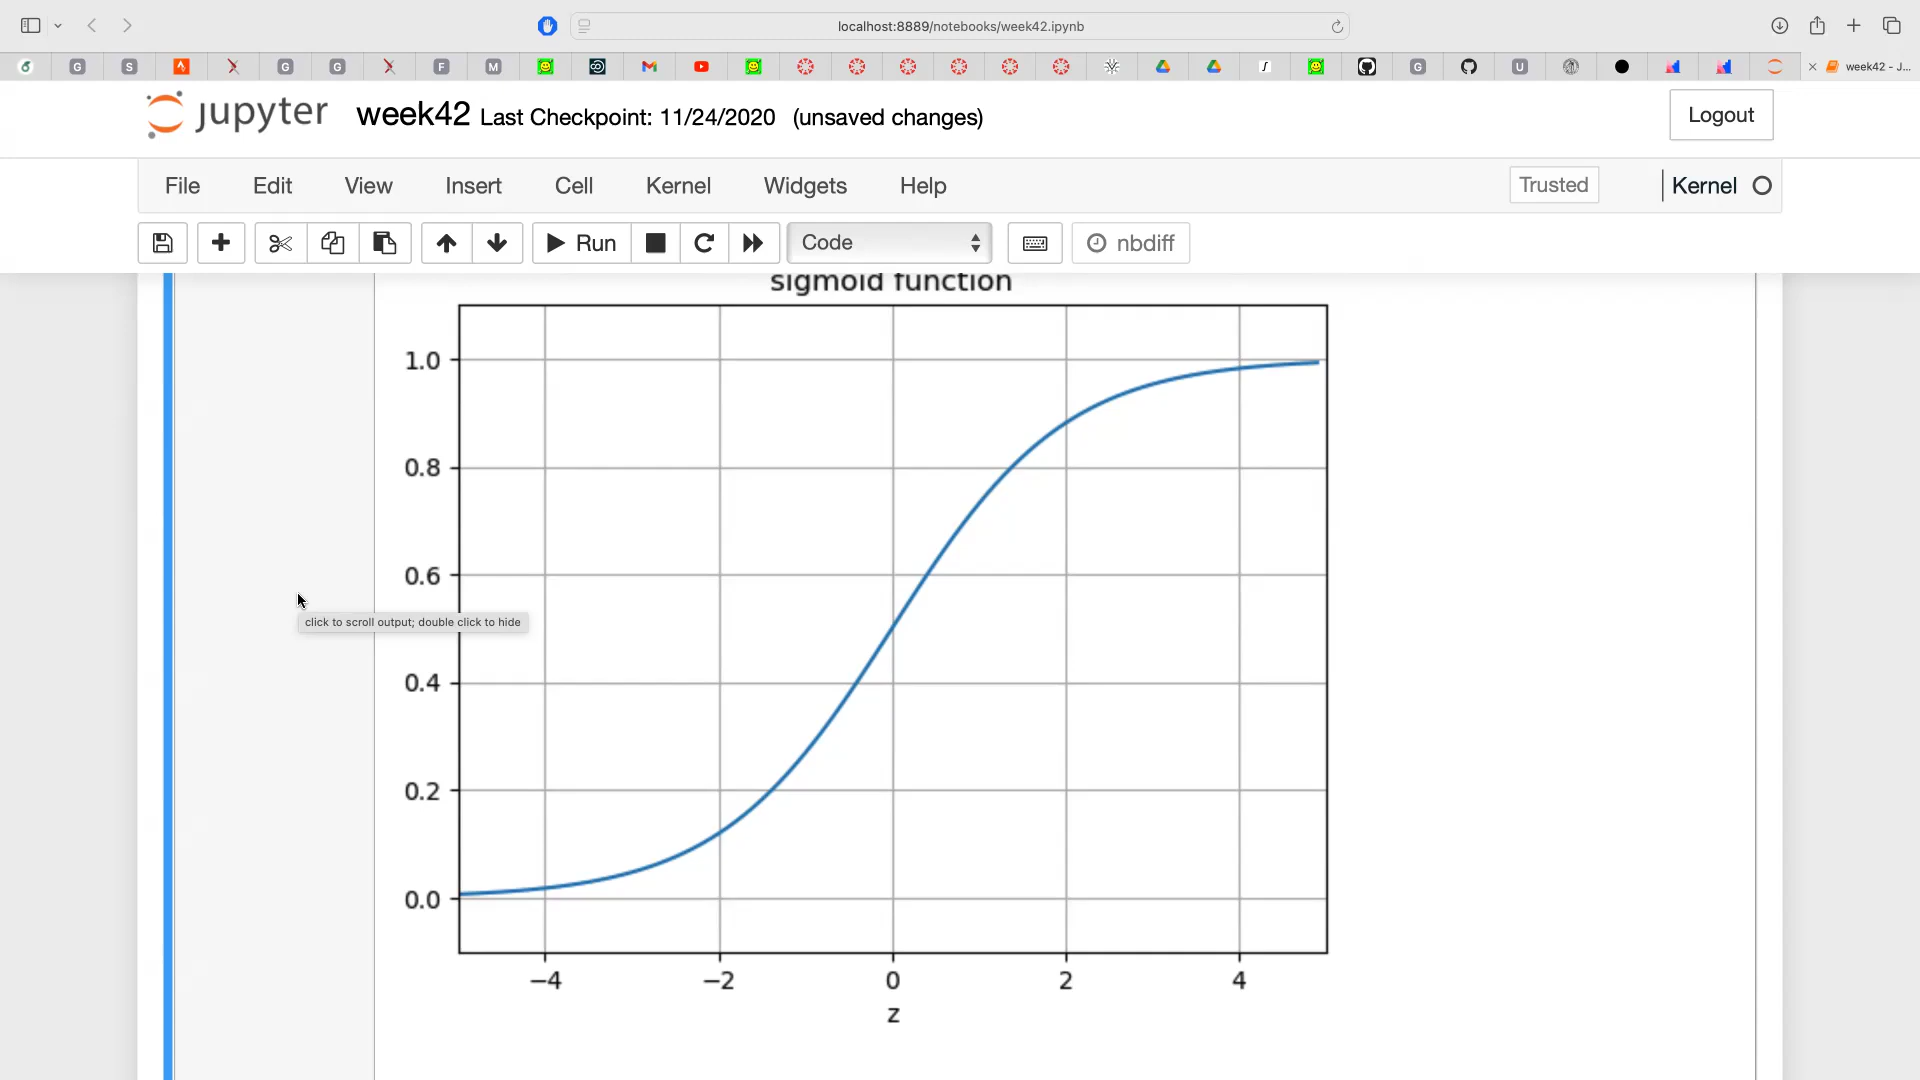 localhost:8889/notebooks/week42.ipynb
G S G G F M G U week42 - J...
jupyter week42 Last Checkpoint: 11/24/2020 (unsaved changes) Logout
File Edit View Insert Cell Kernel Widgets Help Trusted Kernel
Run Code nbdiff
sigmoid function
1.0
0.8
0.6
click to scroll output; double click to hide
0.4
0.2
0.0
−4 −2 0 2 4
z